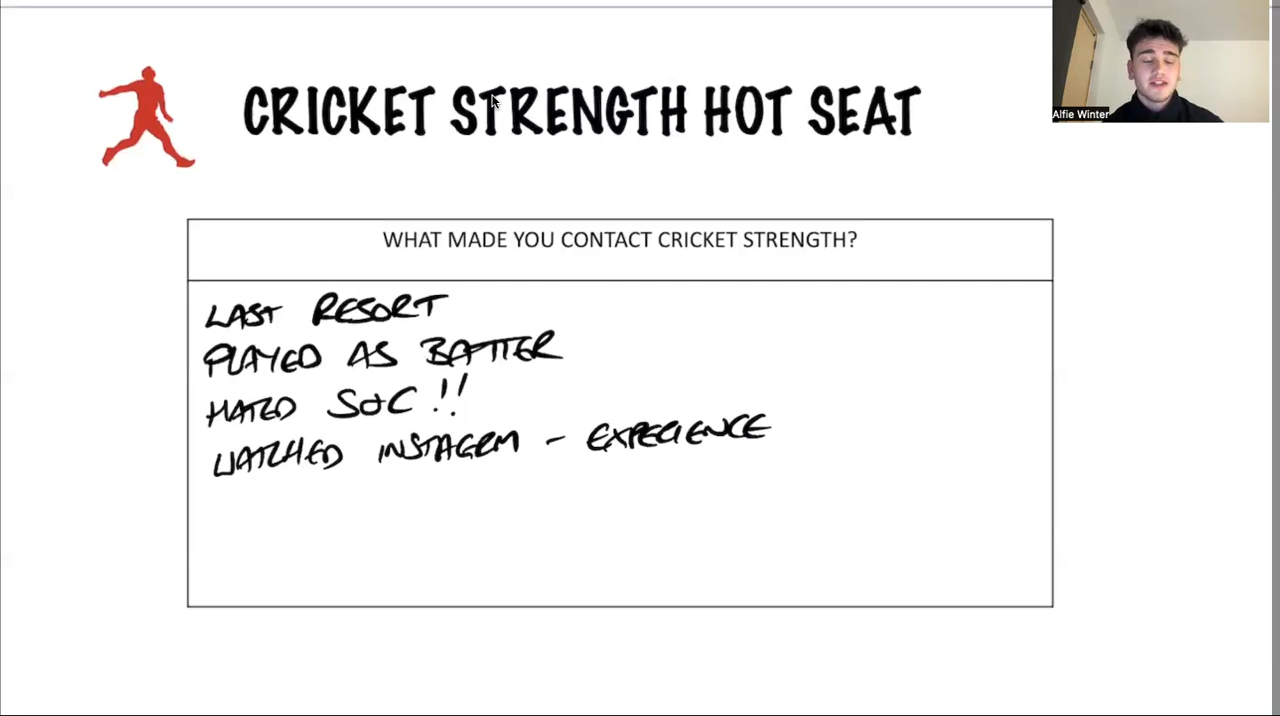 Alfie Winter
CRICKET STRENGTH HOT SEAT
WHAT MADE YOU CONTACT CRICKET STRENGTH?
LAST RESORT
PLAYED AS BATTER
HATED S&C !!
WATCHED INSTAGRM - EXPERIENCE